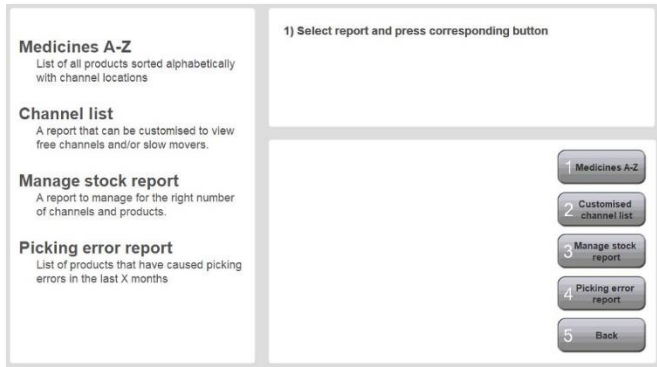 Medicines A-Z
List of all products sorted alphabetically
with channel locations
Channel list
A report that can be customised to view
free channels and/or slow movers.
Manage stock report
A report to manage for the right number
of channels and products.
Picking error report
List of products that have caused picking
errors in the last X months
1) Select report and press corresponding button
1 Medicines A-Z
2 Customised
channel list
3 Manage stock
report
4 Picking error
report
5 Back